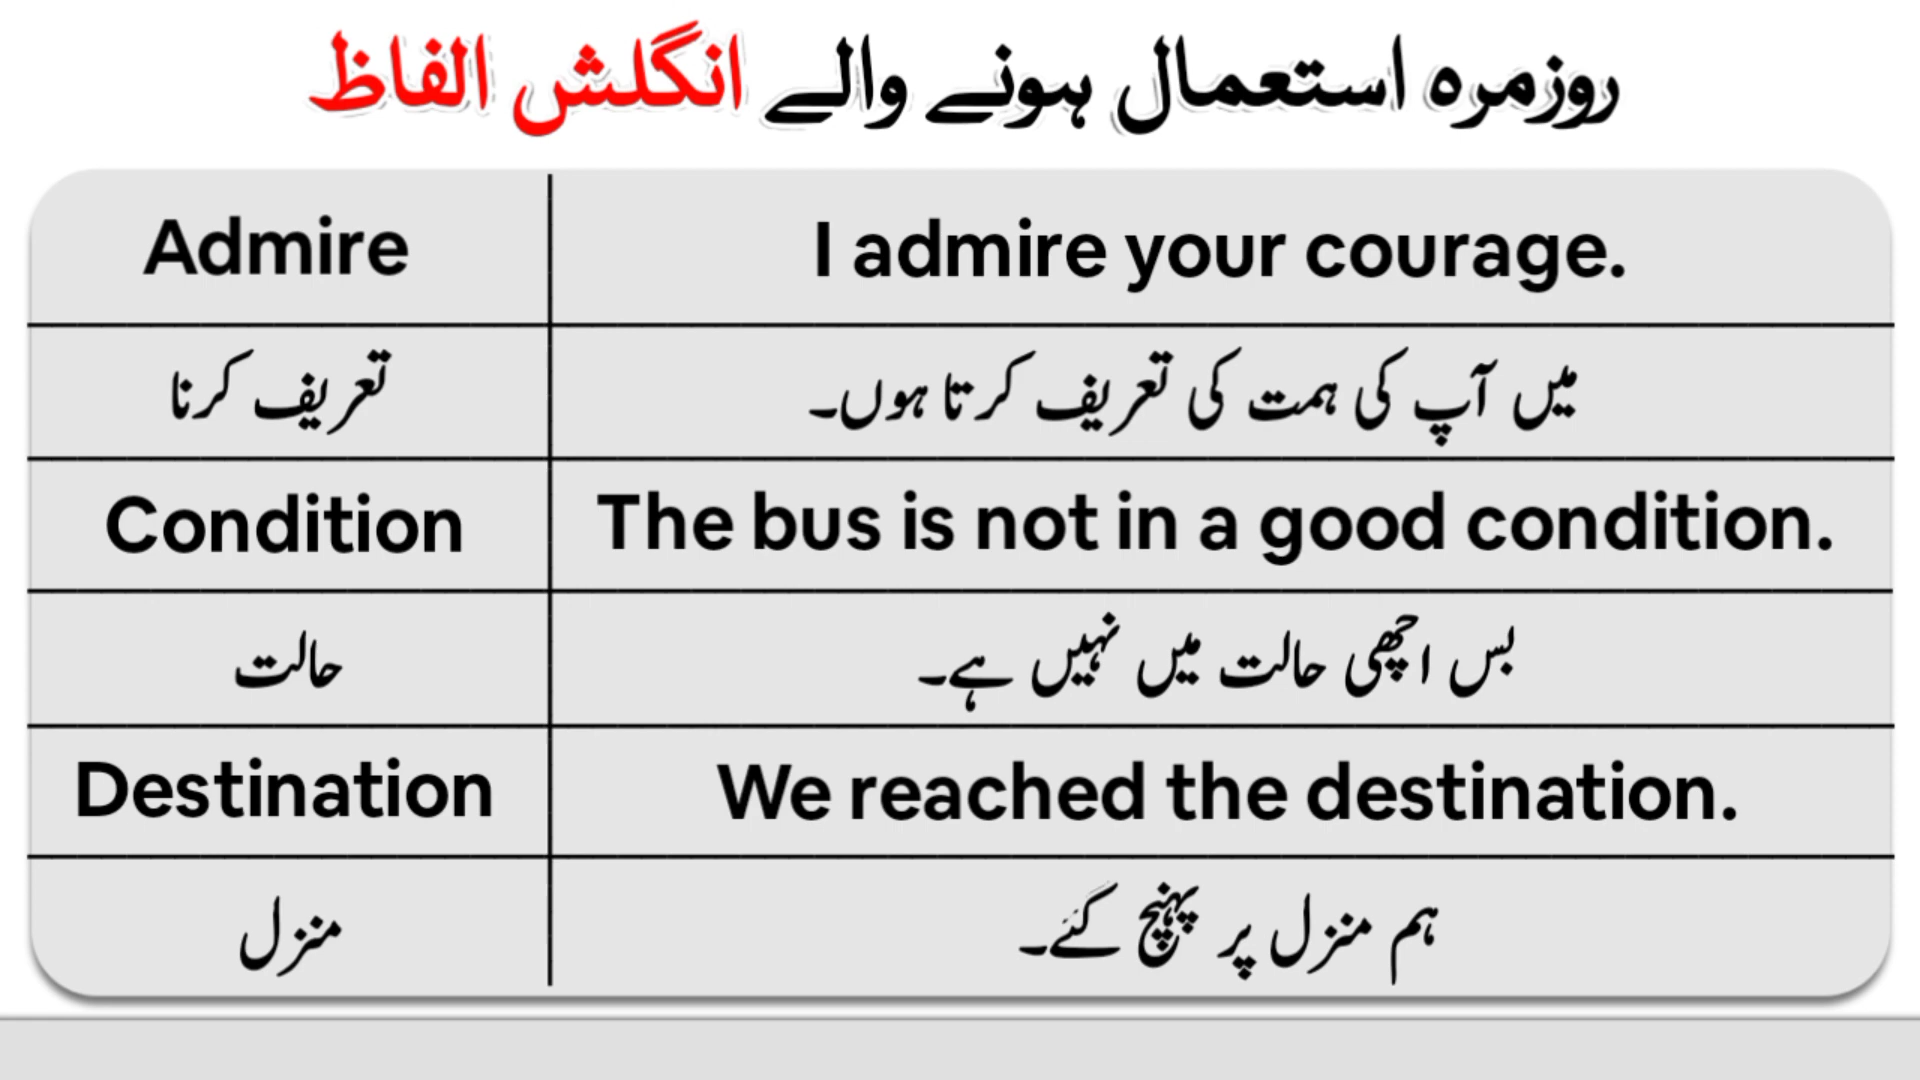 روزمرہ استعمال ہونے والے انگلش الفاظ
Admire
I admire your courage.
تعریف کرنا
میں آپ کی ہمت کی تعریف کرتا ہوں۔
Condition
The bus is not in a good condition.
حالت
بس اچھی حالت میں نہیں ہے۔
Destination
We reached the destination.
منزل
ہم منزل پر پہنچ گئے۔